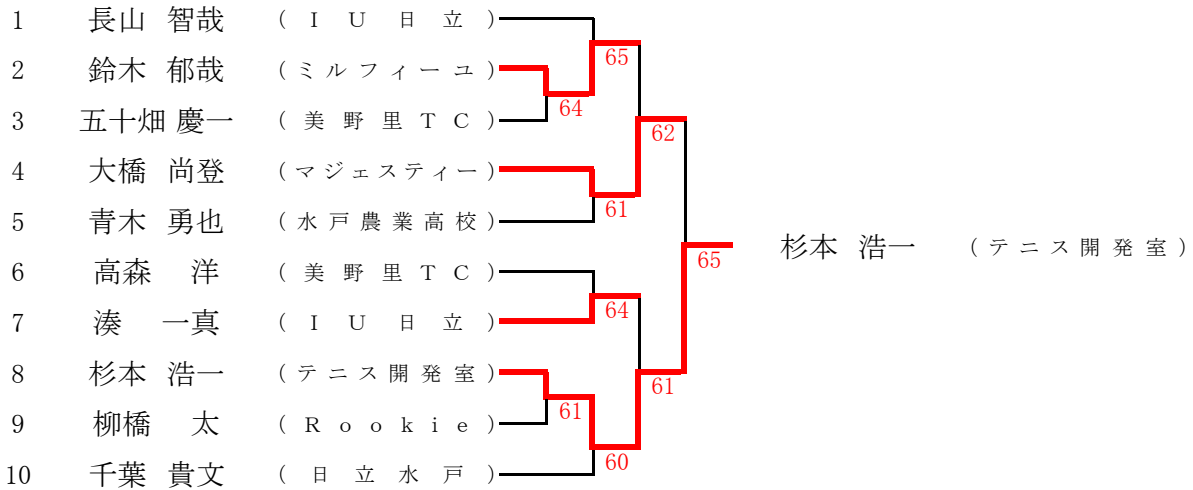 1 長山 智哉 (IU日立)
65
2 鈴木 郁哉 (ミルフィーユ)
64
3 五十畑 慶一 (美野里TC)
62
4 大橋 尚登 (マジェスティー)
61
5 青木 勇也 (水戸農業高校)
65 杉本 浩一 (テニス開発室)
6 高森 洋 (美野里TC)
64
7 湊 一真 (IU日立)
8 杉本 浩一 (テニス開発室)
61
61
9 柳橋 太 (Rookie)
60
10 千葉 貴文 (日立水戸)